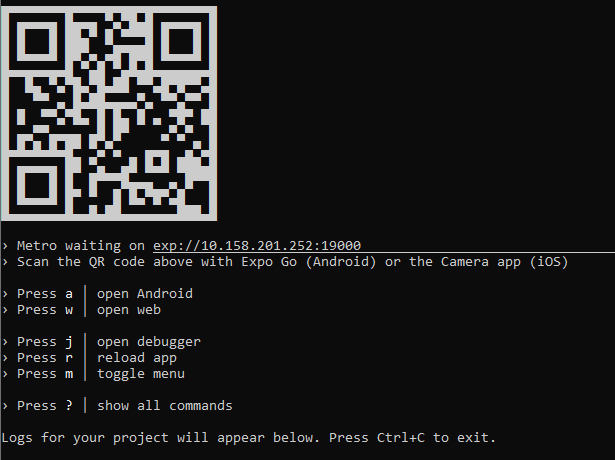 › Metro waiting on exp://10.158.201.252:19000
› Scan the QR code above with Expo Go (Android) or the Camera app (iOS)
› Press a │ open Android
› Press w │ open web
› Press j │ open debugger
› Press r │ reload app
› Press m │ toggle menu
› Press ? │ show all commands
Logs for your project will appear below. Press Ctrl+C to exit.